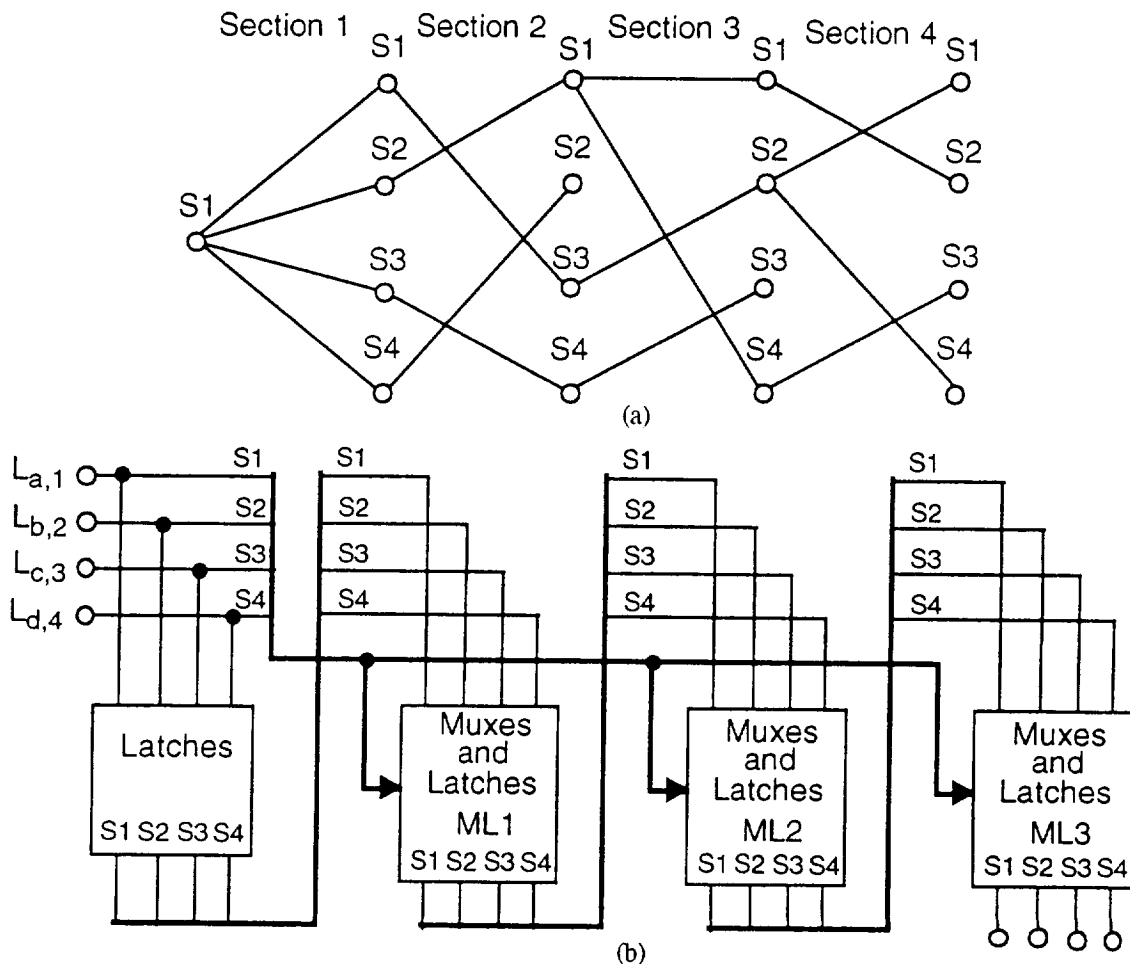 Section 1 Section 2 Section 3 Section 4
S1 S1 S1 S1
S2 S2 S2 S2
S1
S3 S3 S3 S3
S4 S4 S4 S4
(a)
La,1 S1 S1 S1 S1
Lb,2 S2 S2 S2 S2
Lc,3 S3 S3 S3 S3
Ld,4 S4 S4 S4 S4
Latches
S1 S2 S3 S4
Muxes
and
Latches
ML1
S1 S2 S3 S4
Muxes
and
Latches
ML2
S1 S2 S3 S4
Muxes
and
Latches
ML3
S1 S2 S3 S4
(b)